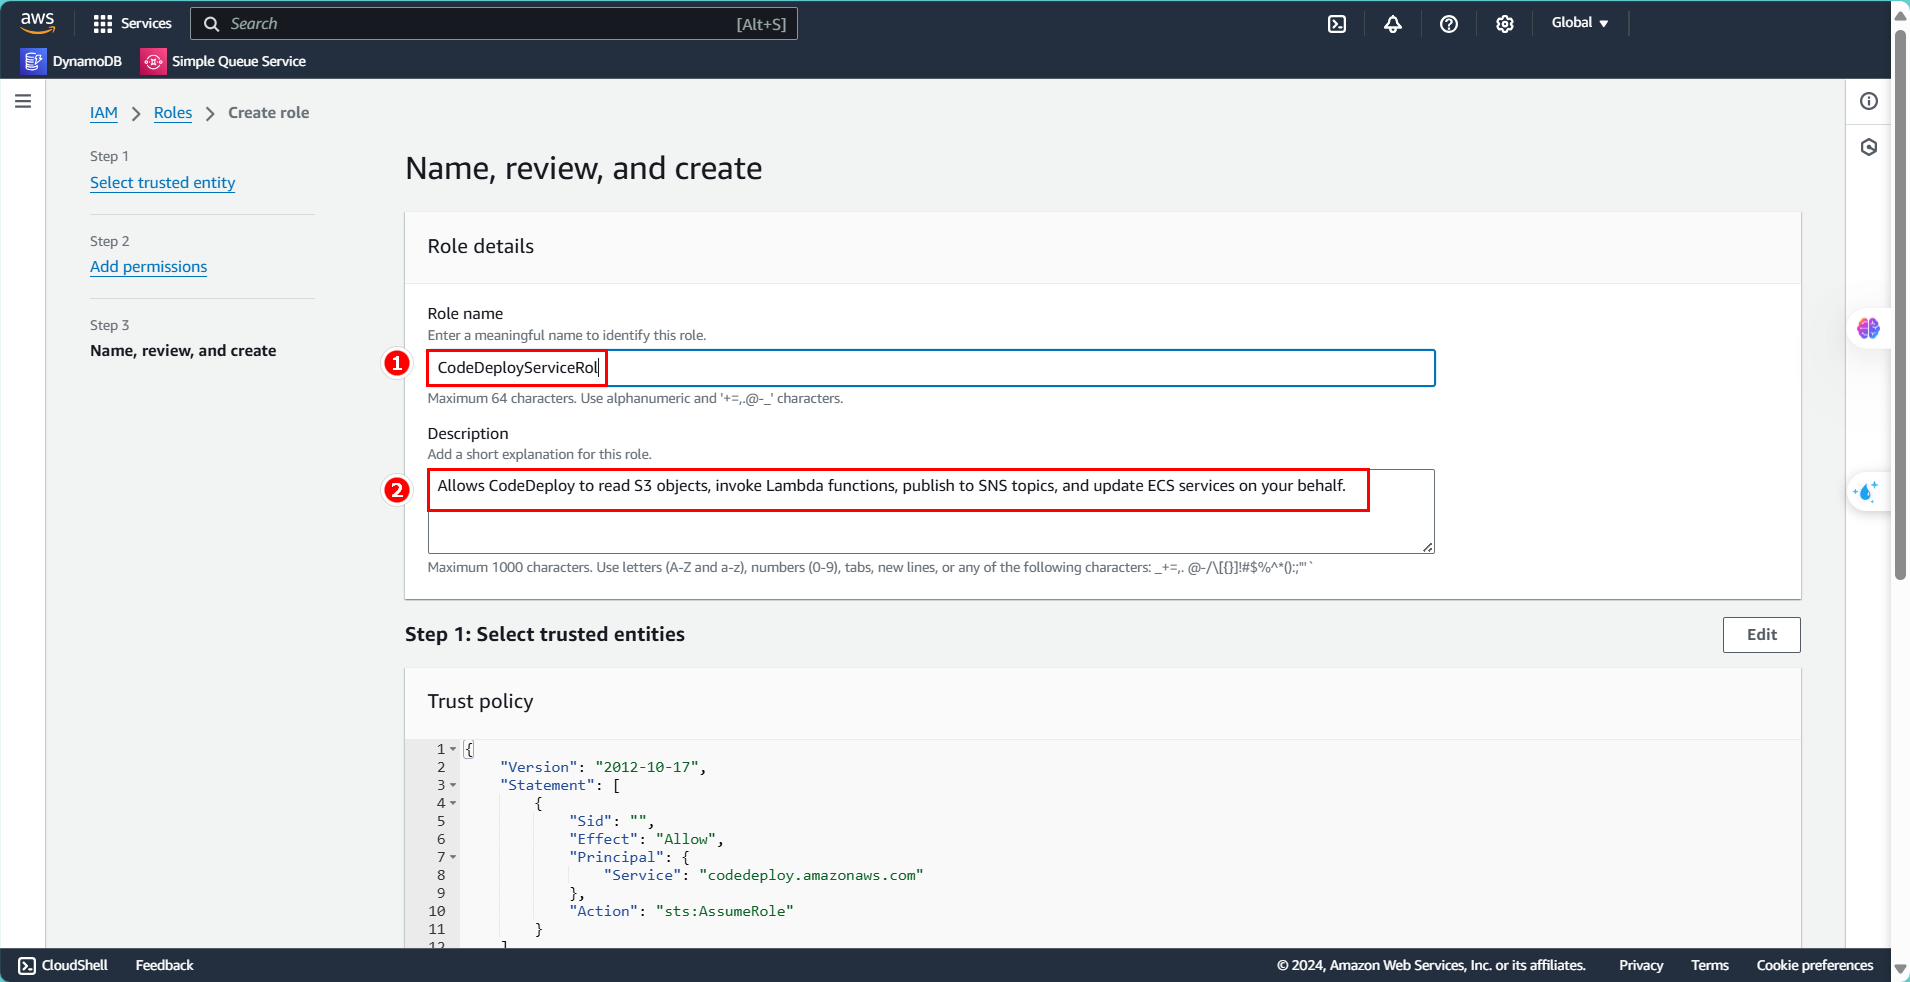 aws
Services
Search
[Alt+S]
Global
DynamoDB
Simple Queue Service
IAM
Roles
Create role
Step 1
Select trusted entity
Step 2
Add permissions
Step 3
Name, review, and create
Name, review, and create
Role details
Role name
Enter a meaningful name to identify this role.
1
CodeDeployServiceRol
Maximum 64 characters. Use alphanumeric and '+=,.@-_' characters.
Description
Add a short explanation for this role.
2
Allows CodeDeploy to read S3 objects, invoke Lambda functions, publish to SNS topics, and update ECS services on your behalf.
Maximum 1000 characters. Use letters (A-Z and a-z), numbers (0-9), tabs, new lines, or any of the following characters: _+=,. @-/\[{}]!#$%^*():;'"`
Step 1: Select trusted entities
Edit
Trust policy
1 {
2 "Version": "2012-10-17",
3 "Statement": [
4 {
5 "Sid": "",
6 "Effect": "Allow",
7 "Principal": {
8 "Service": "codedeploy.amazonaws.com"
9 },
10 "Action": "sts:AssumeRole"
11 }
12 ]
CloudShell
Feedback
© 2024, Amazon Web Services, Inc. or its affiliates.
Privacy
Terms
Cookie preferences